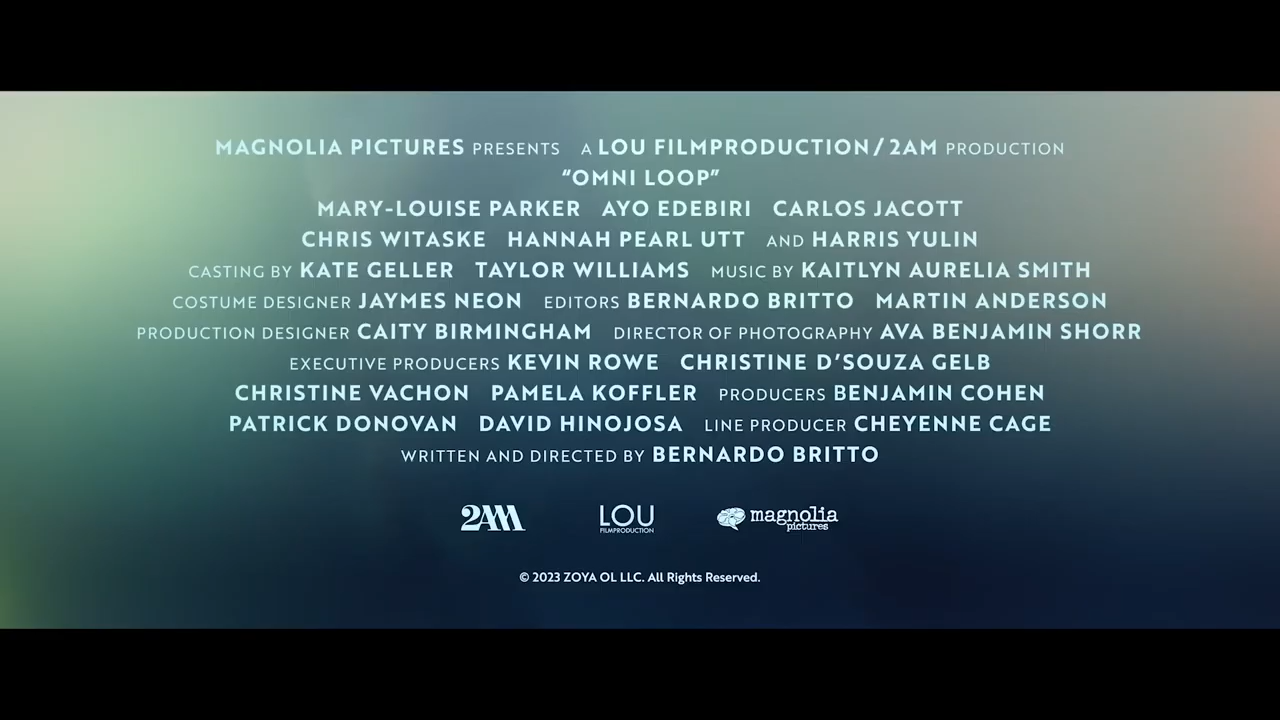 MAGNOLIA PICTURES PRESENTS A LOU FILMPRODUCTION / 2AM PRODUCTION
“OMNI LOOP”
MARY-LOUISE PARKER AYO EDEBIRI CARLOS JACOTT
CHRIS WITASKE HANNAH PEARL UTT AND HARRIS YULIN
CASTING BY KATE GELLER TAYLOR WILLIAMS MUSIC BY KAITLYN AURELIA SMITH
COSTUME DESIGNER JAYMES NEON EDITORS BERNARDO BRITTO MARTIN ANDERSON
PRODUCTION DESIGNER CAITY BIRMINGHAM DIRECTOR OF PHOTOGRAPHY AVA BENJAMIN SHORR
EXECUTIVE PRODUCERS KEVIN ROWE CHRISTINE D’SOUZA GELB
CHRISTINE VACHON PAMELA KOFFLER PRODUCERS BENJAMIN COHEN
PATRICK DONOVAN DAVID HINOJOSA LINE PRODUCER CHEYENNE CAGE
WRITTEN AND DIRECTED BY BERNARDO BRITTO
2AM
LOU
FILMPRODUCTION
magnolia
pictures
© 2023 ZOYA OL LLC. All Rights Reserved.